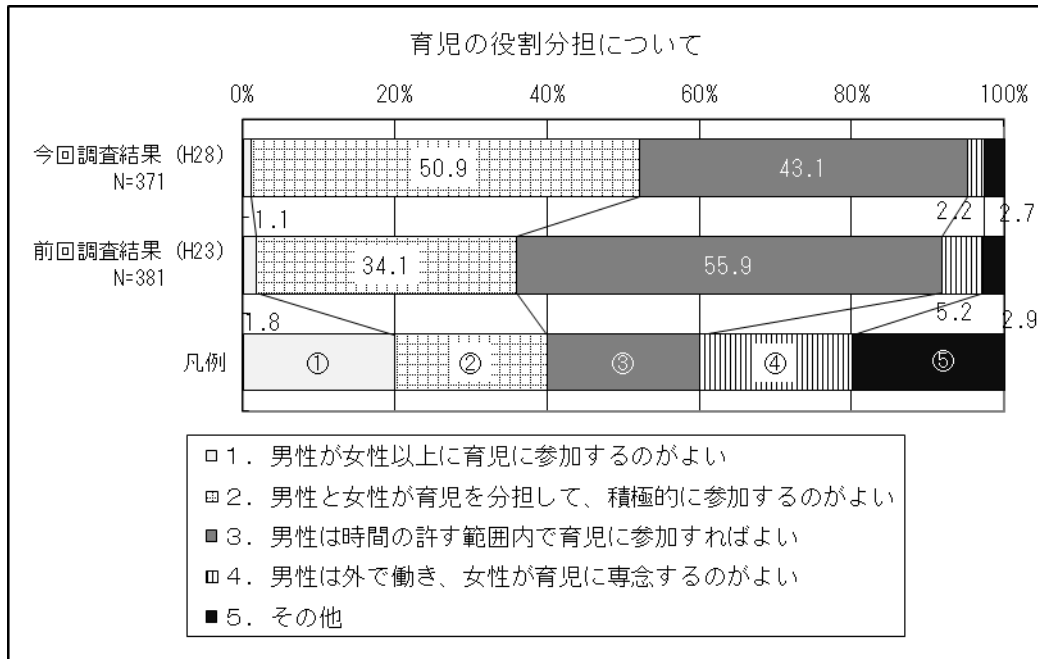 育児の役割分担について
0% 20% 40% 60% 80% 100%
今回調査結果 (H28)
N=371
50.9 43.1
1.1 2.2 2.7
前回調査結果 (H23)
N=381
34.1 55.9
1.8 5.2 2.9
凡例 ① ② ③ ④ ⑤
１．男性が女性以上に育児に参加するのがよい
２．男性と女性が育児を分担して、積極的に参加するのがよい
３．男性は時間の許す範囲内で育児に参加すればよい
４．男性は外で働き、女性が育児に専念するのがよい
５．その他